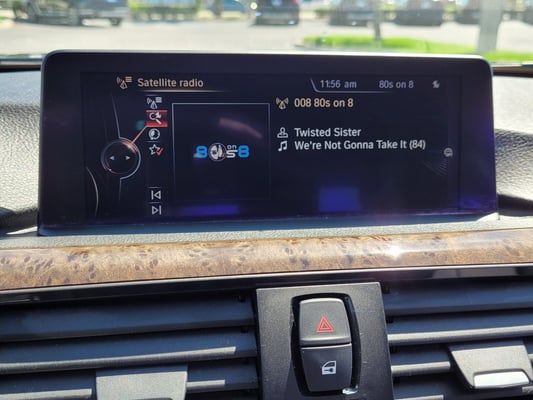 Satellite radio
11:56 am 80s on 8
008 80s on 8
80s on 8
Twisted Sister
We're Not Gonna Take It (84)